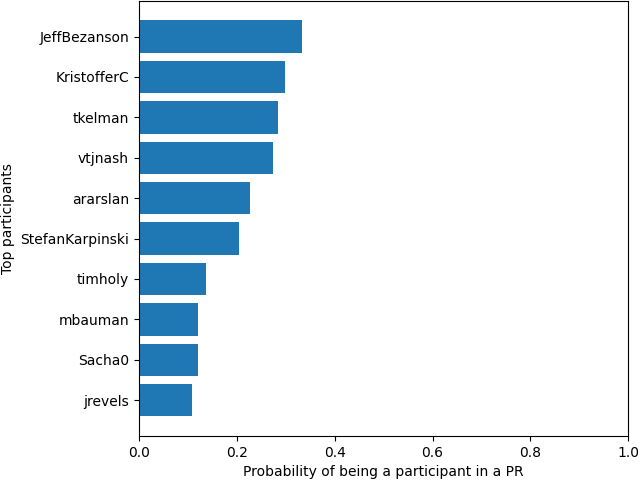 JeffBezanson
KristofferC
tkelman
vtjnash
ararslan
StefanKarpinski
timholy
mbauman
Sacha0
jrevels
Top participants
0.0 0.2 0.4 0.6 0.8 1.0
Probability of being a participant in a PR